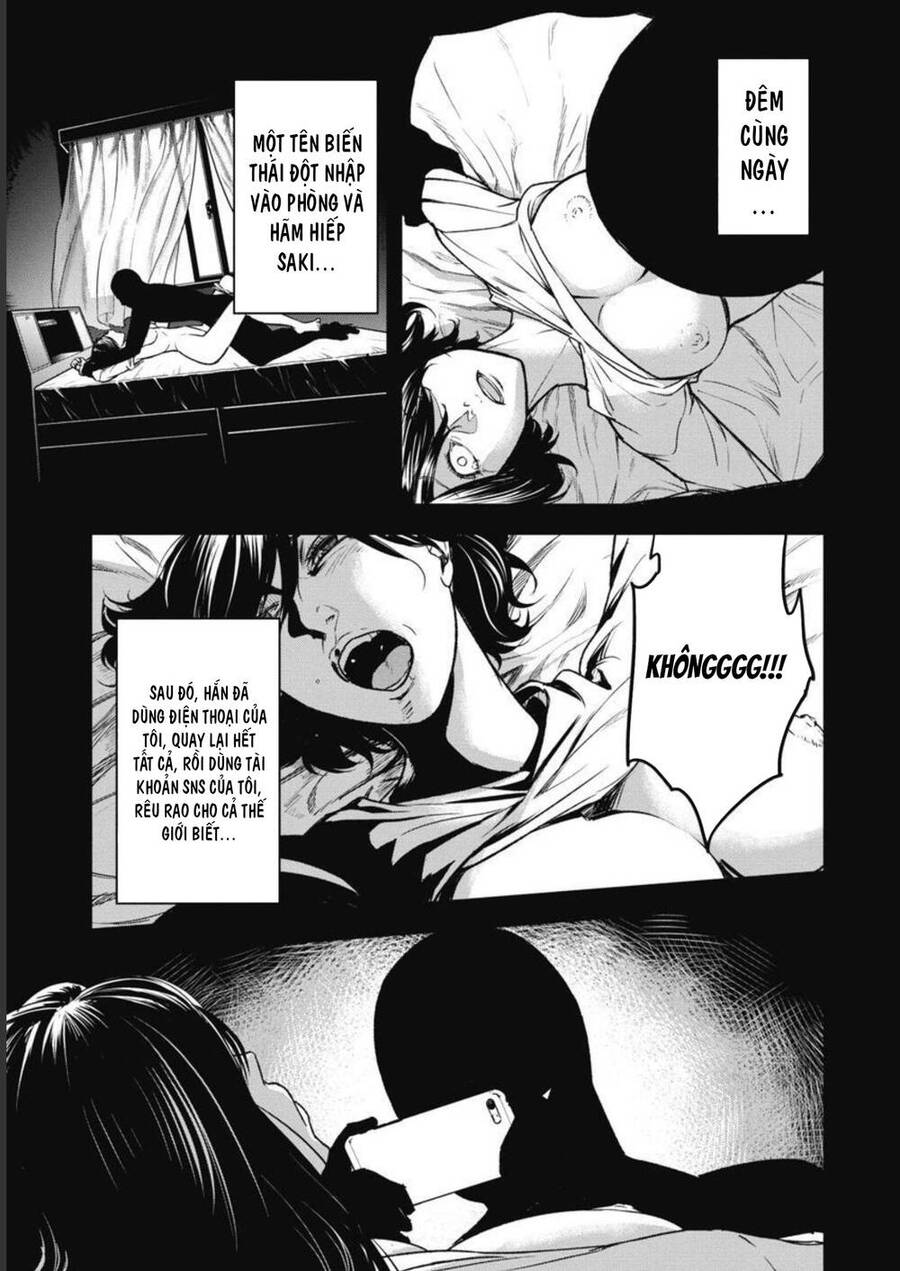 ĐÊM
CÙNG
NGÀY
...
MỘT TÊN BIẾN
THÁI ĐỘT NHẬP
VÀO PHÒNG VÀ
HÃM HIẾP
SAKI...
KHÔNGGGG!!!
SAU ĐÓ, HẮN ĐÃ
DÙNG ĐIỆN THOẠI CỦA
TÔI, QUAY LẠI HẾT
TẤT CẢ, RỒI DÙNG TÀI
KHOẢN SNS CỦA TÔI,
RÊU RAO CHO CẢ THẾ
GIỚI BIẾT...